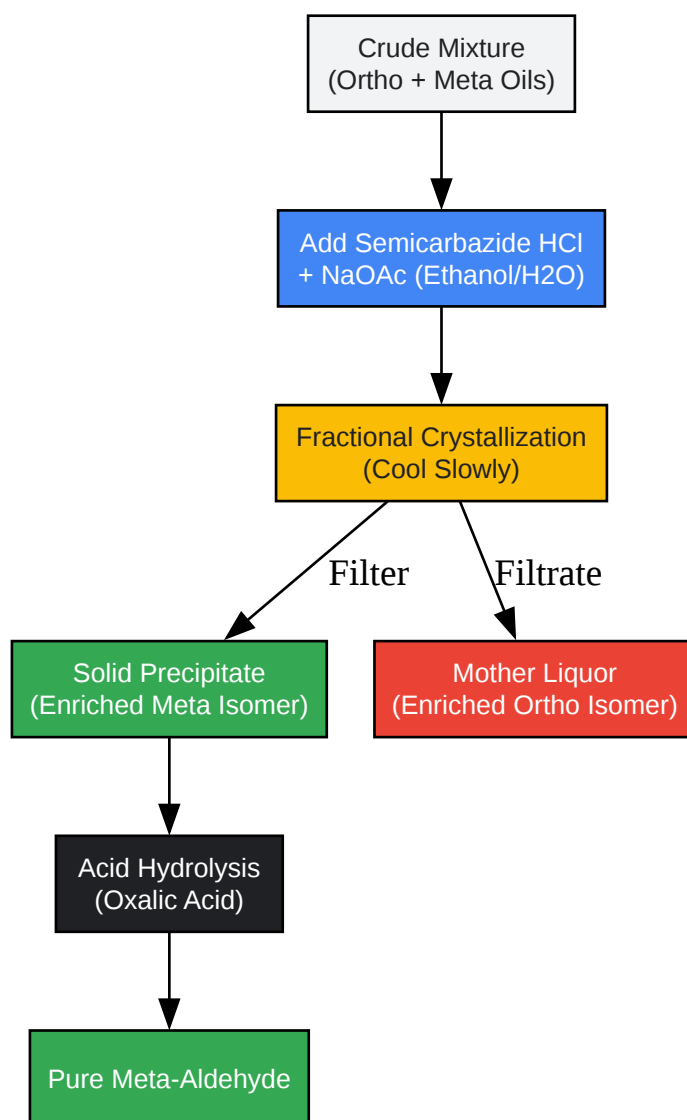 Crude Mixture
(Ortho + Meta Oils)
Add Semicarbazide HCl
+ NaOAc (Ethanol/H2O)
Fractional Crystallization
(Cool Slowly)
Filter
Filtrate
Solid Precipitate
(Enriched Meta Isomer)
Mother Liquor
(Enriched Ortho Isomer)
Acid Hydrolysis
(Oxalic Acid)
Pure Meta-Aldehyde